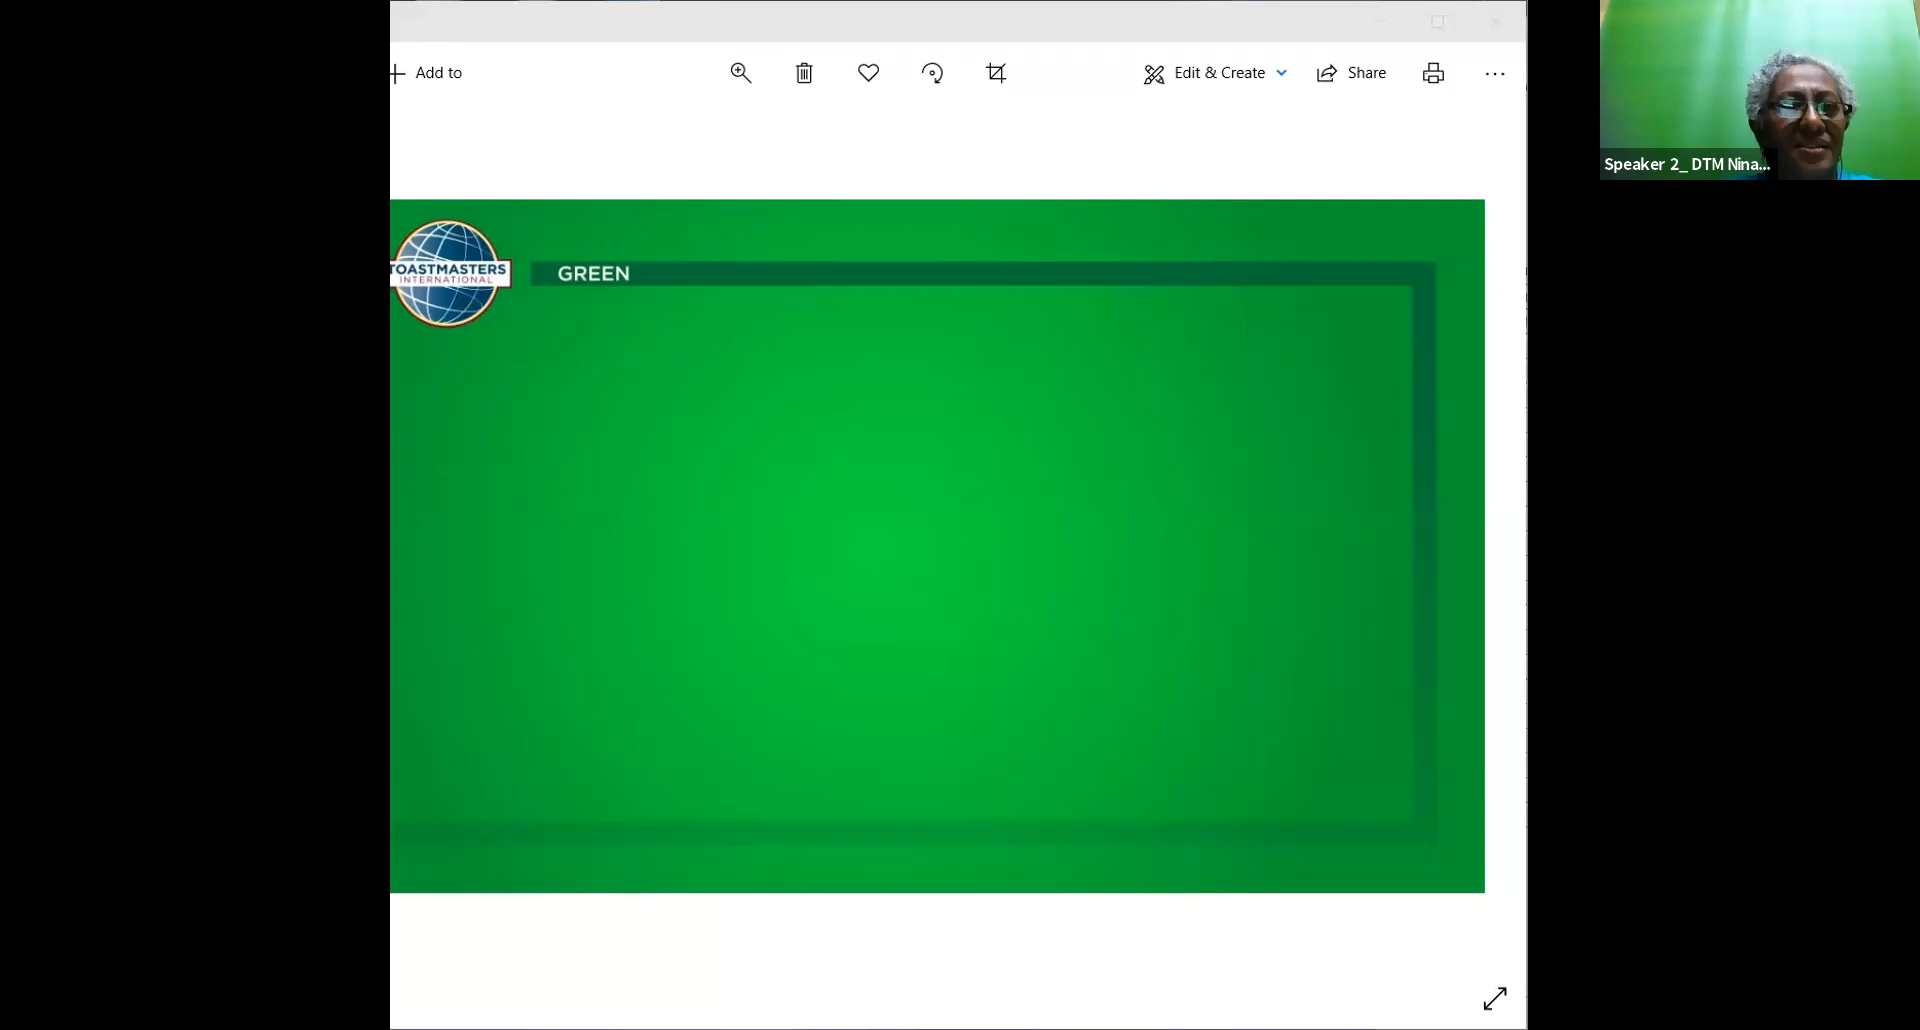 Add to
Edit & Create
Share
TOASTMASTERS
INTERNATIONAL
GREEN
Speaker 2_ DTM Nina...